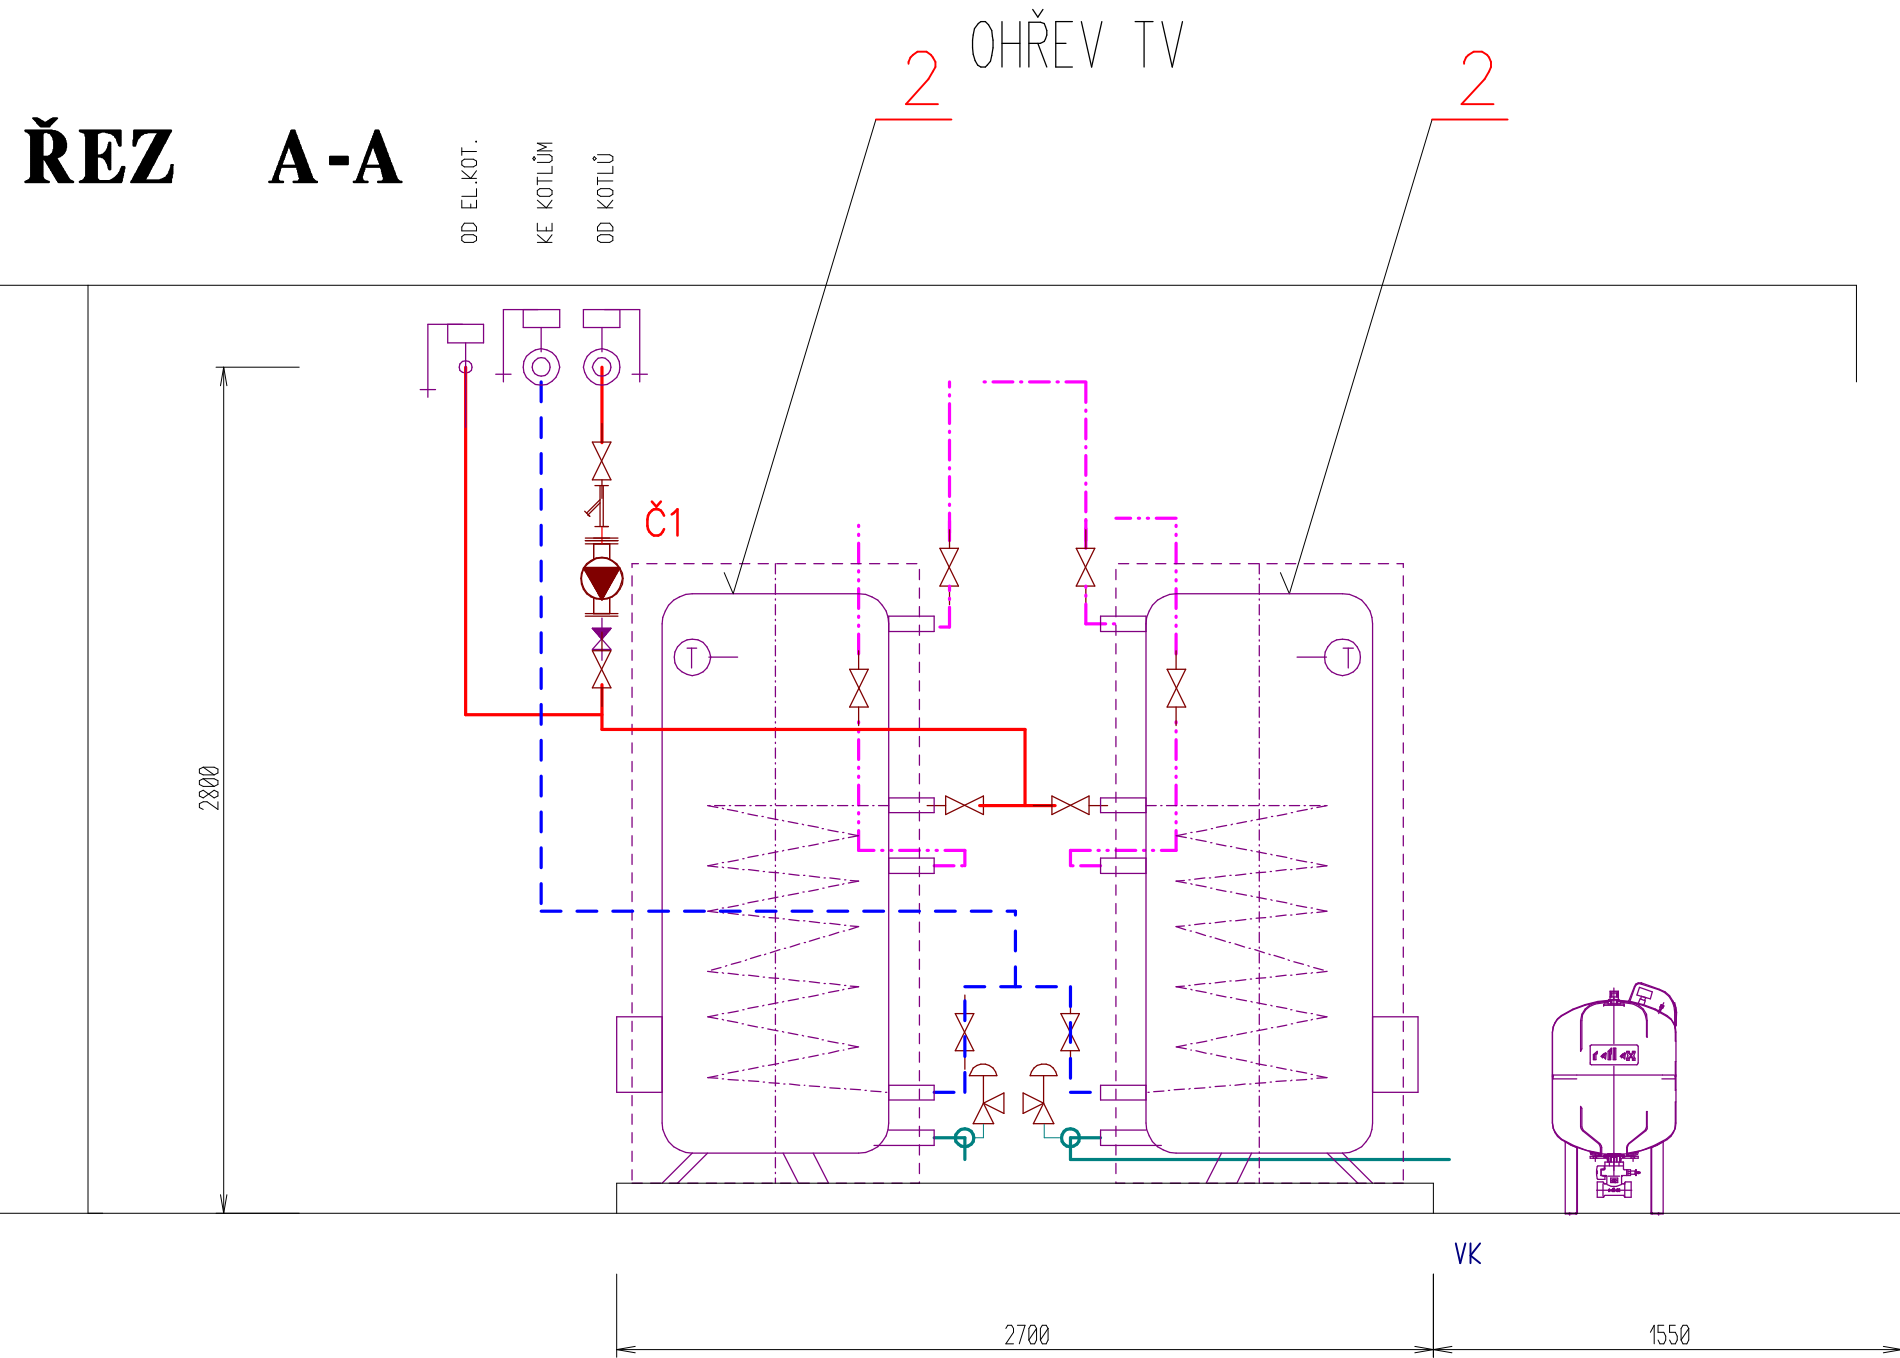 OHŘEV TV
2
2
ŘEZ A-A
OD EL.KOT.
KE KOTLŮM
OD KOTLŮ
Č1
T
T
2800
VK
2700
1550